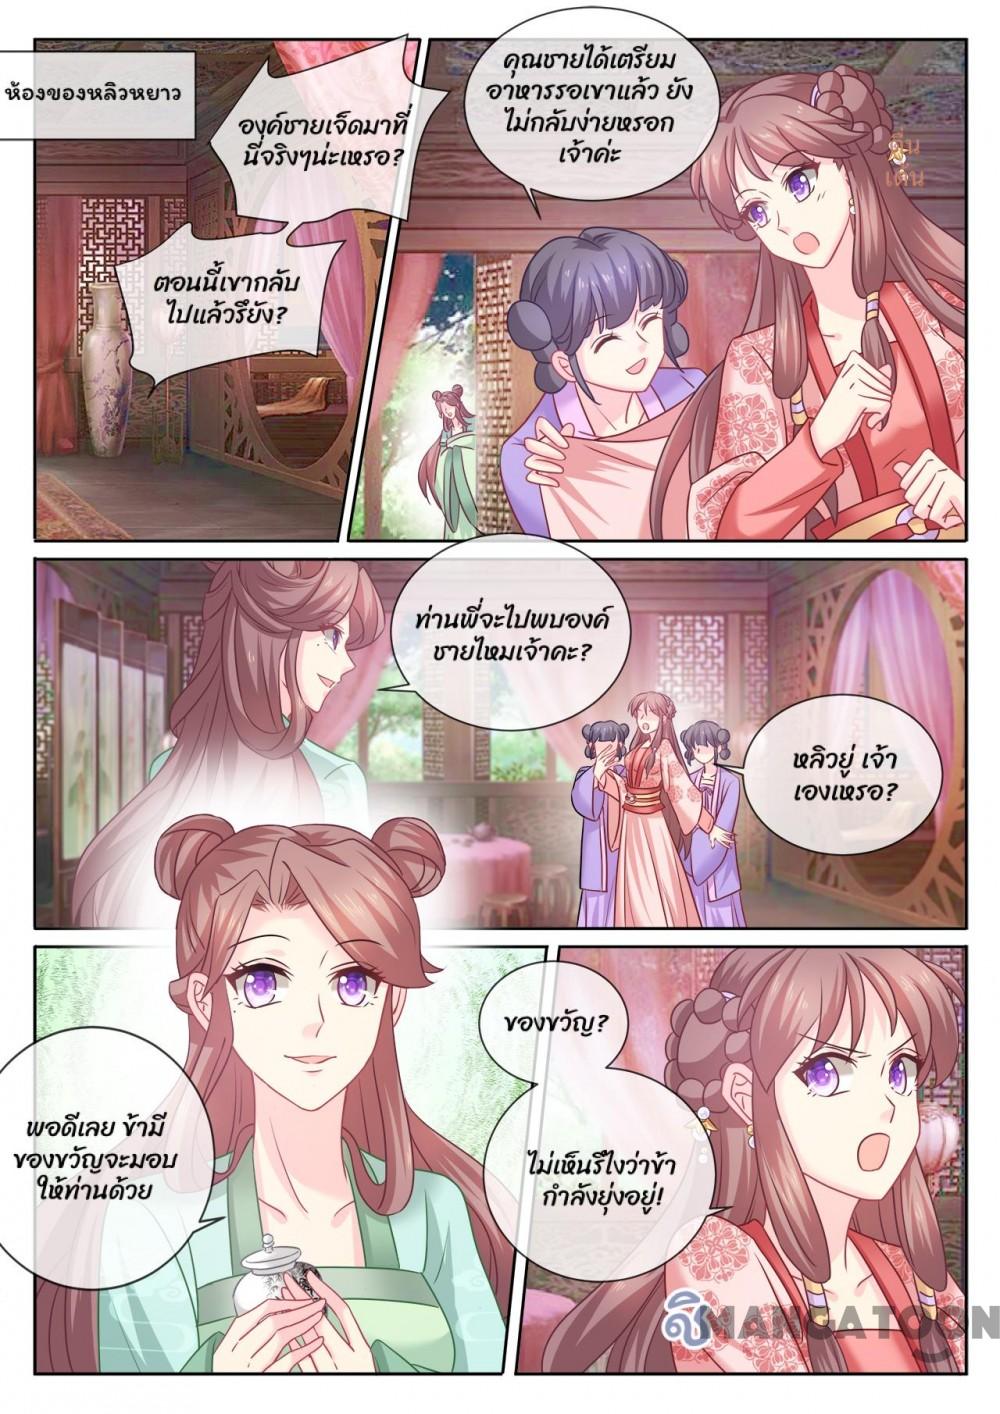 ห้องของหลิวหยาว
องค์ชายเจ็ดมาที่
นี่จริงๆน่ะเหรอ?
ตอนนี้เขากลับ
ไปแล้วรึยัง?
คุณชายได้เตรียม
อาหารรอเขาแล้ว ยัง
ไม่กลับง่ายหรอก
เจ้าค่ะ
ตื่น
เต้น
ท่านพี่จะไปพบองค์
ชายไหมเจ้าคะ?
หลิวยู่ เจ้า
เองเหรอ?
พอดีเลย ข้ามี
ของขวัญจะมอบ
ให้ท่านด้วย
ของขวัญ?
ไม่เห็นรึไงว่าข้า
กำลังยุ่งอยู่!
MANGATOON